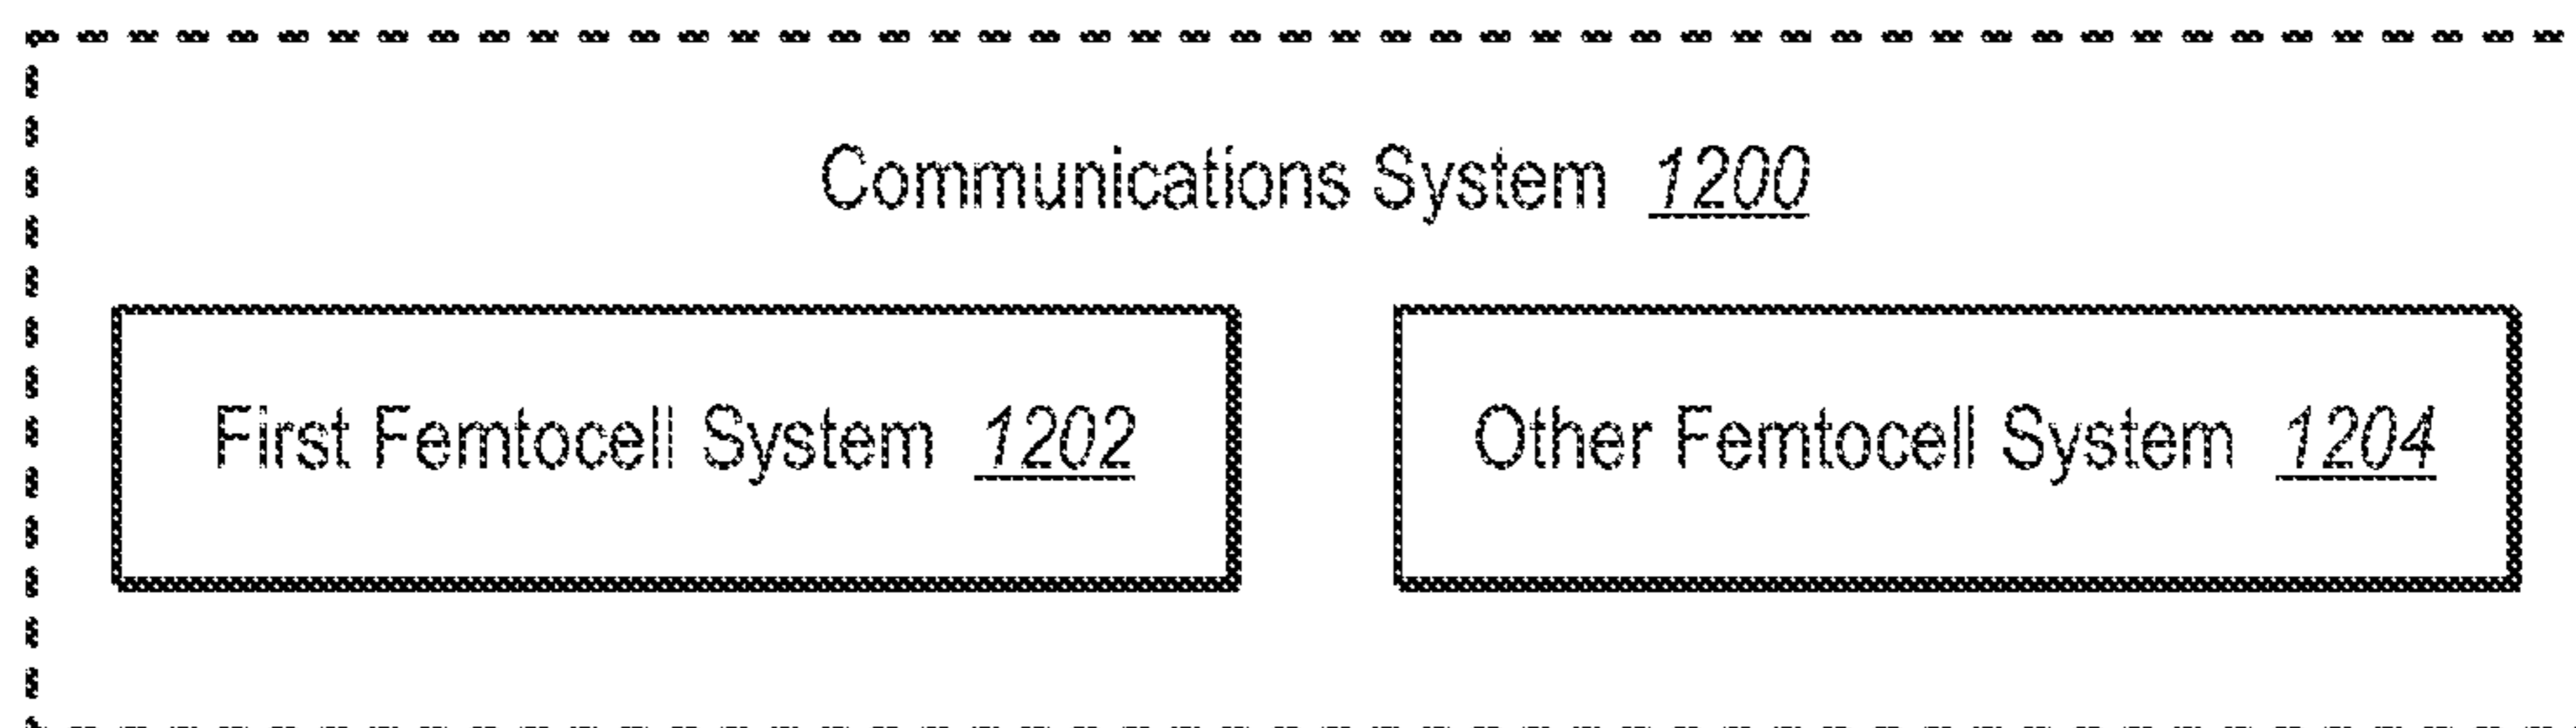 Communications System 1200
First Femtocell System 1202
Other Femtocell System 1204